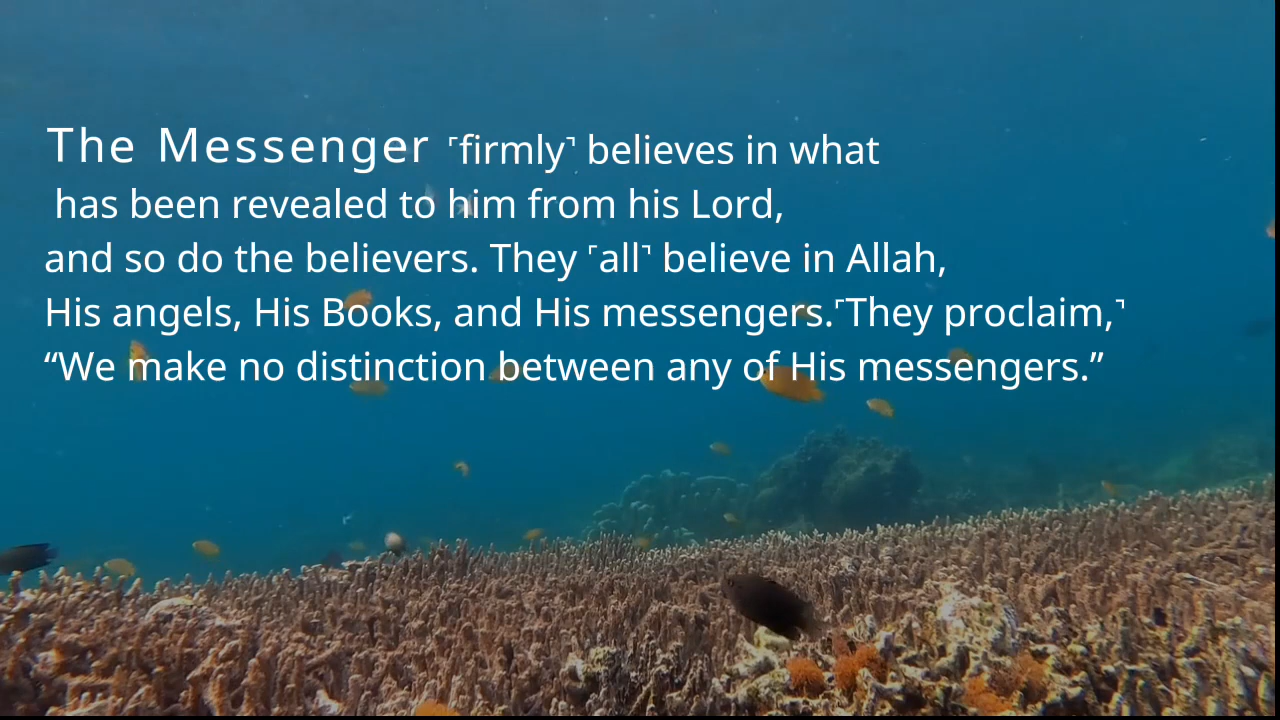 The Messenger ˹firmly˺ believes in what
has been revealed to him from his Lord,
and so do the believers. They ˹all˺ believe in Allah,
His angels, His Books, and His messengers.˹They proclaim,˺
“We make no distinction between any of His messengers.”